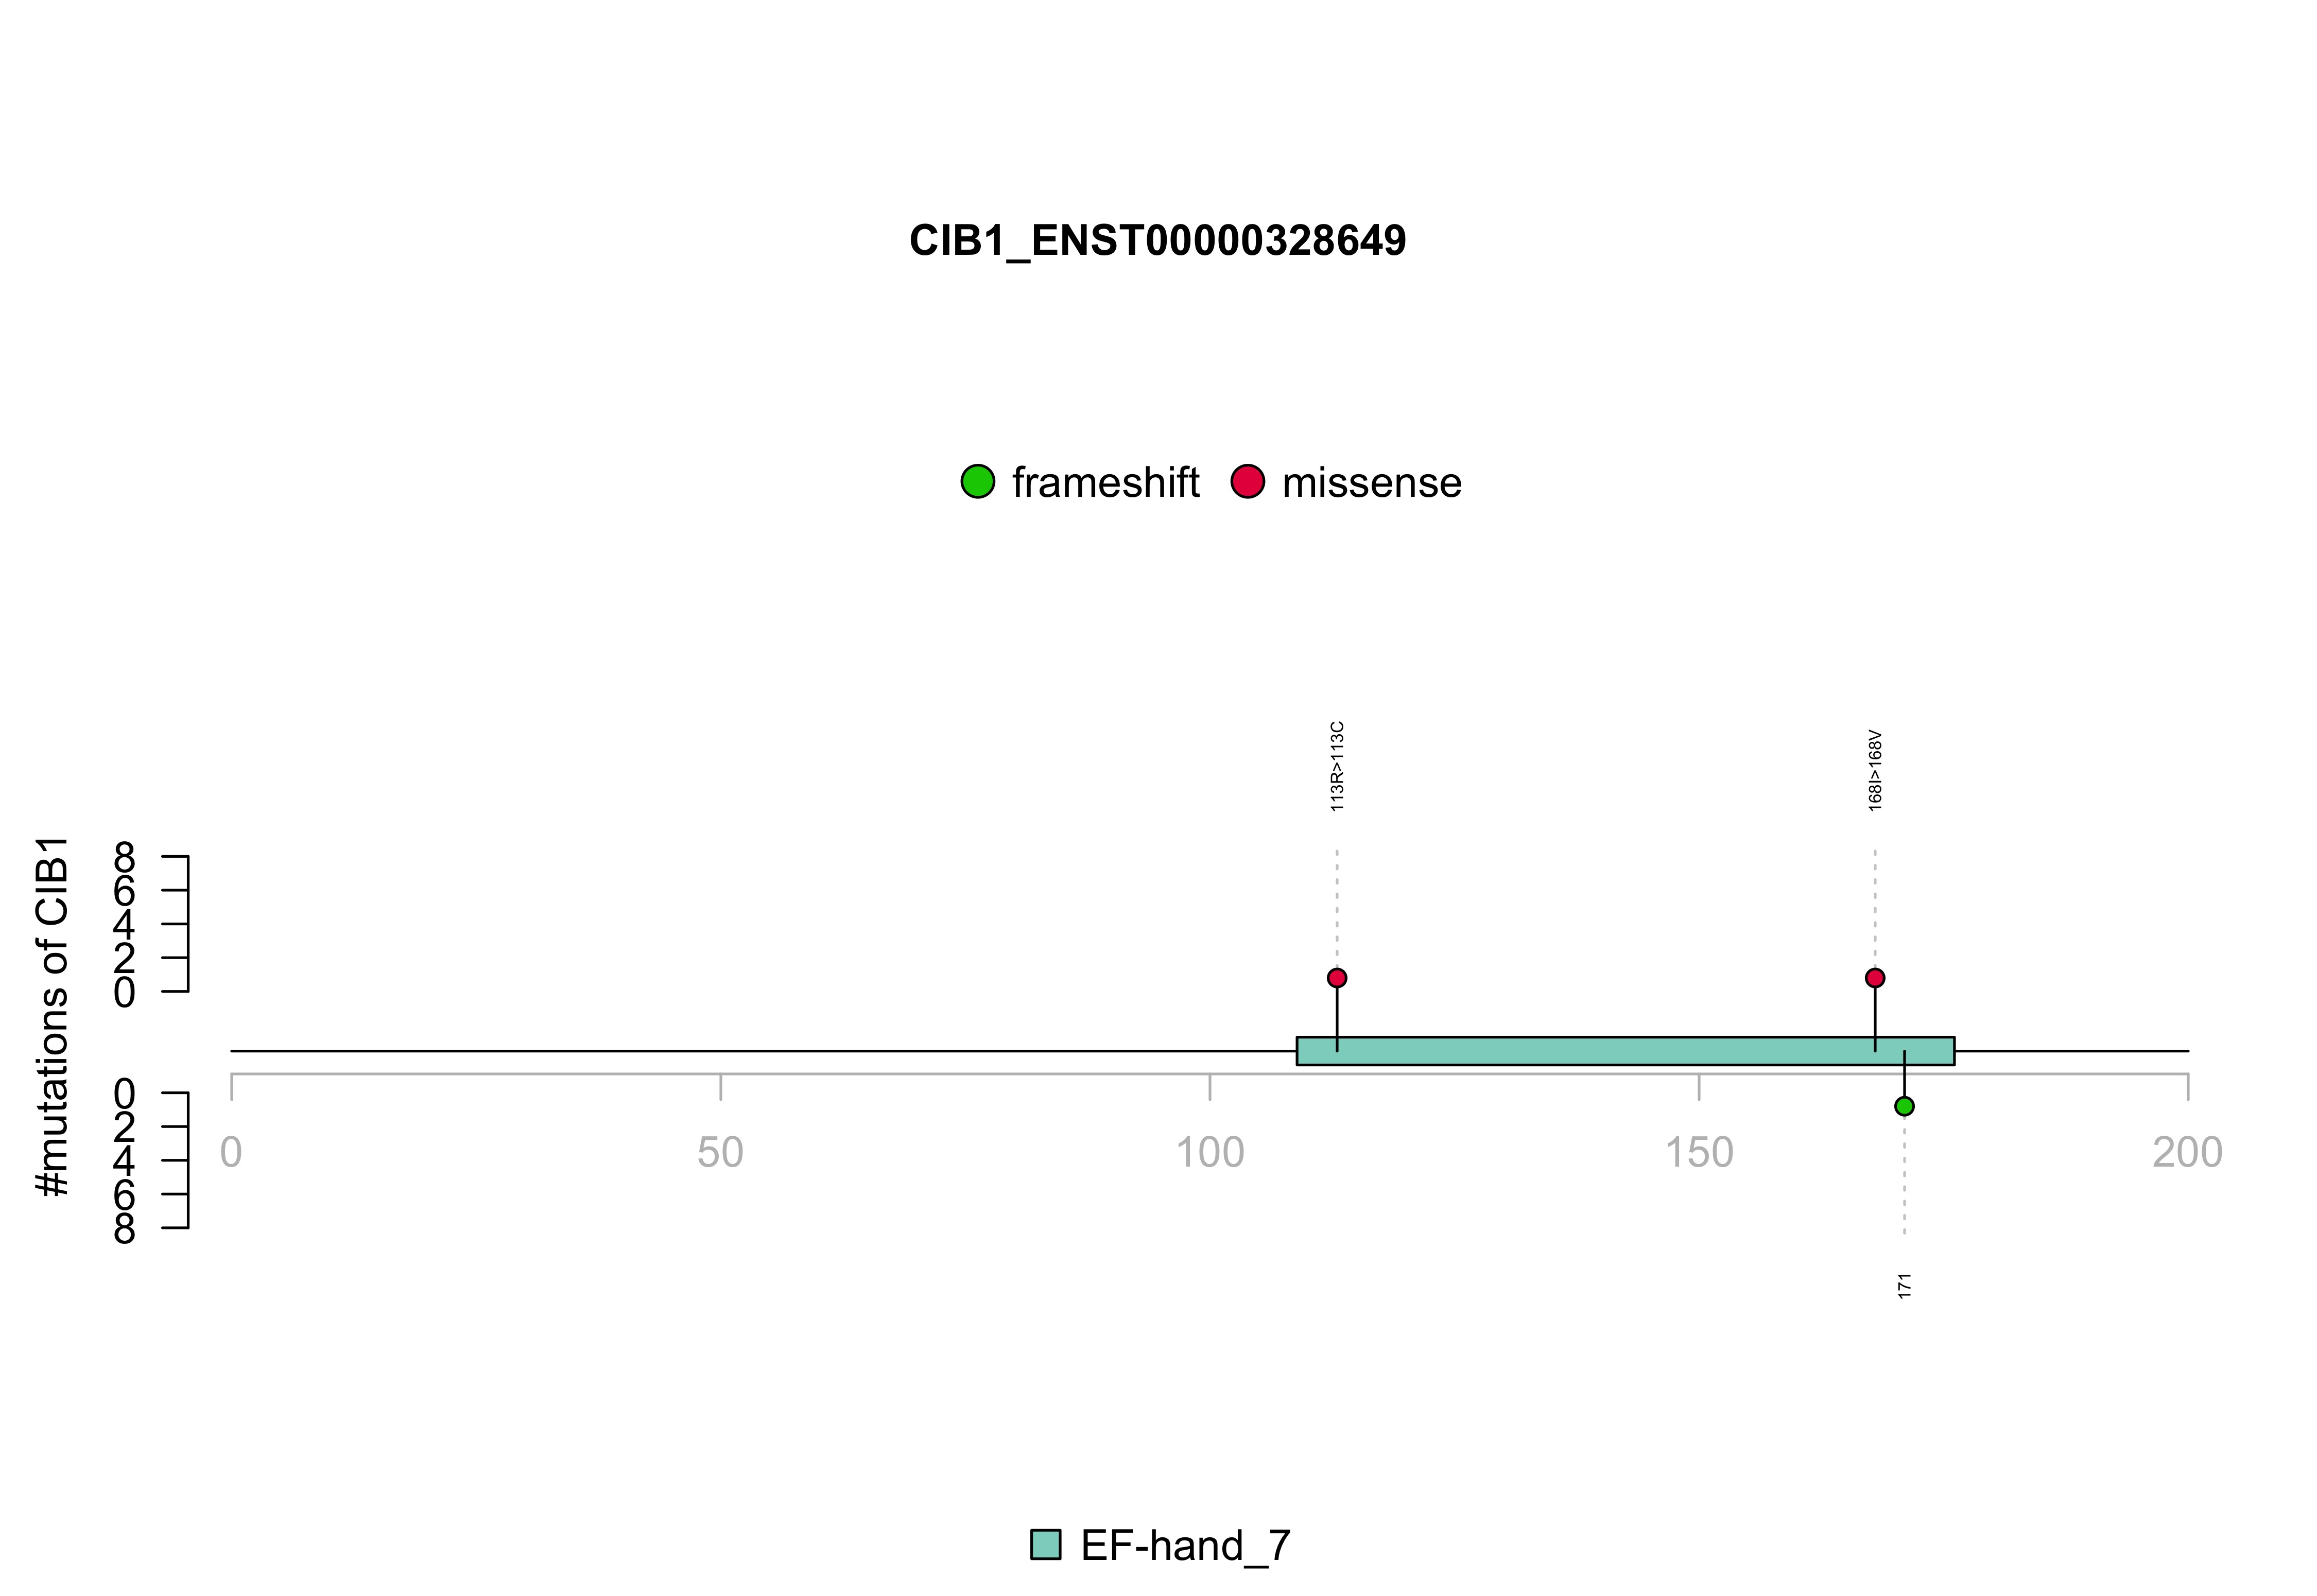 CIB1_ENST00000328649
frameshift missense
113R>113C
168I>168V
#mutations of CIB1
8
6
4
2
0
0
2
4
6
8
0 50 100 150 200
171
EF-hand_7